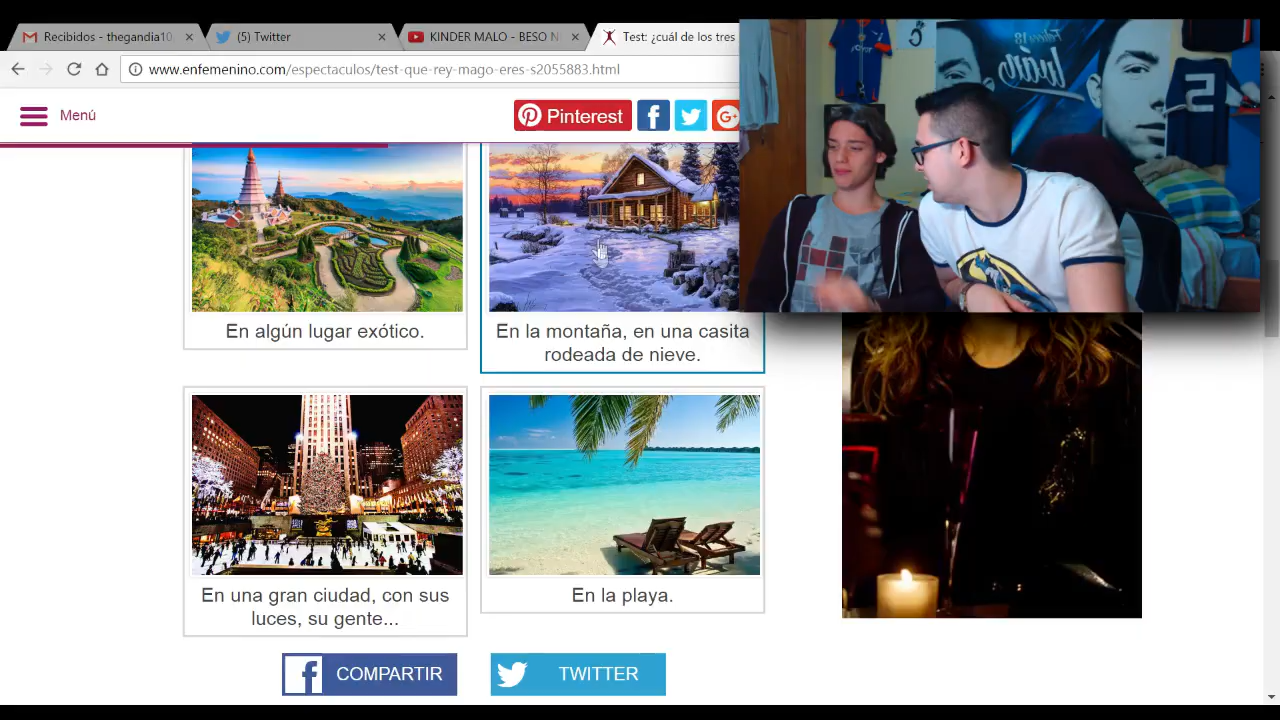 Recibidos - thegandia10
(5) Twitter
KINDER MALO - BESO N
Test: ¿cuál de los tres
www.enfemenino.com/espectaculos/test-que-rey-mago-eres-s2055883.html
Menú
Pinterest
En algún lugar exótico.
En la montaña, en una casita
rodeada de nieve.
En una gran ciudad, con sus
luces, su gente...
En la playa.
COMPARTIR
TWITTER